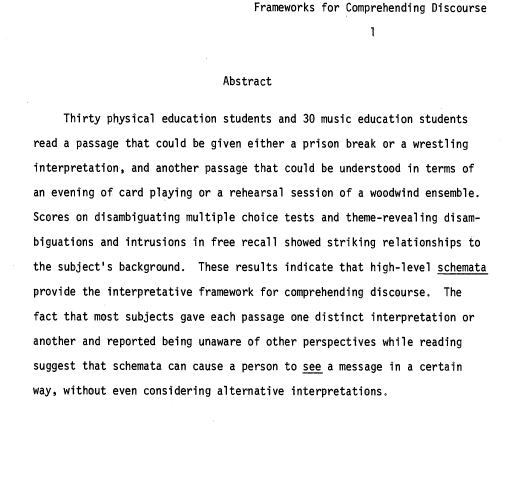 Frameworks for Comprehending Discourse
1
Abstract
Thirty physical education students and 30 music education students
read a passage that could be given either a prison break or a wrestling
interpretation, and another passage that could be understood in terms of
an evening of card playing or a rehearsal session of a woodwind ensemble.
Scores on disambiguating multiple choice tests and theme-revealing disam-
biguations and intrusions in free recall showed striking relationships to
the subject's background.  These results indicate that high-level schemata
provide the interpretative framework for comprehending discourse.  The
fact that most subjects gave each passage one distinct interpretation or
another and reported being unaware of other perspectives while reading
suggest that schemata can cause a person to see a message in a certain
way, without even considering alternative interpretations.